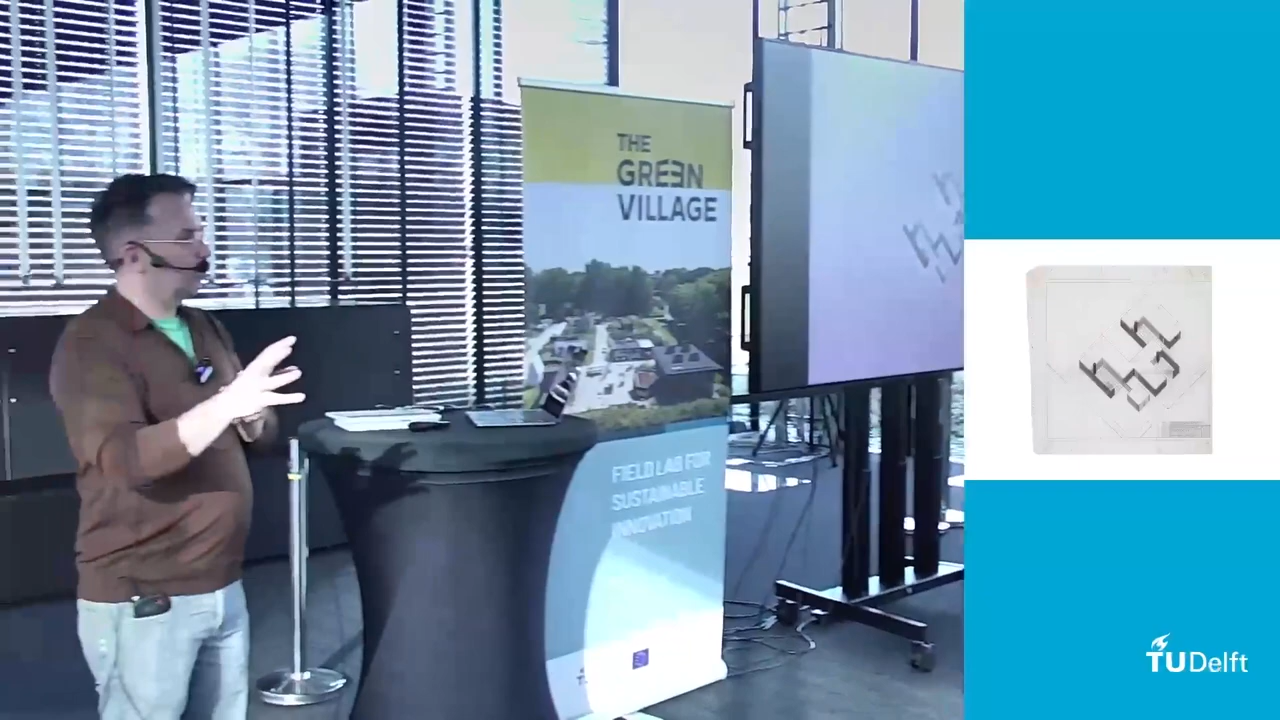 THE
GREEN
VILLAGE
FIELD LAB FOR
SUSTAINABLE
INNOVATION
TUDelft